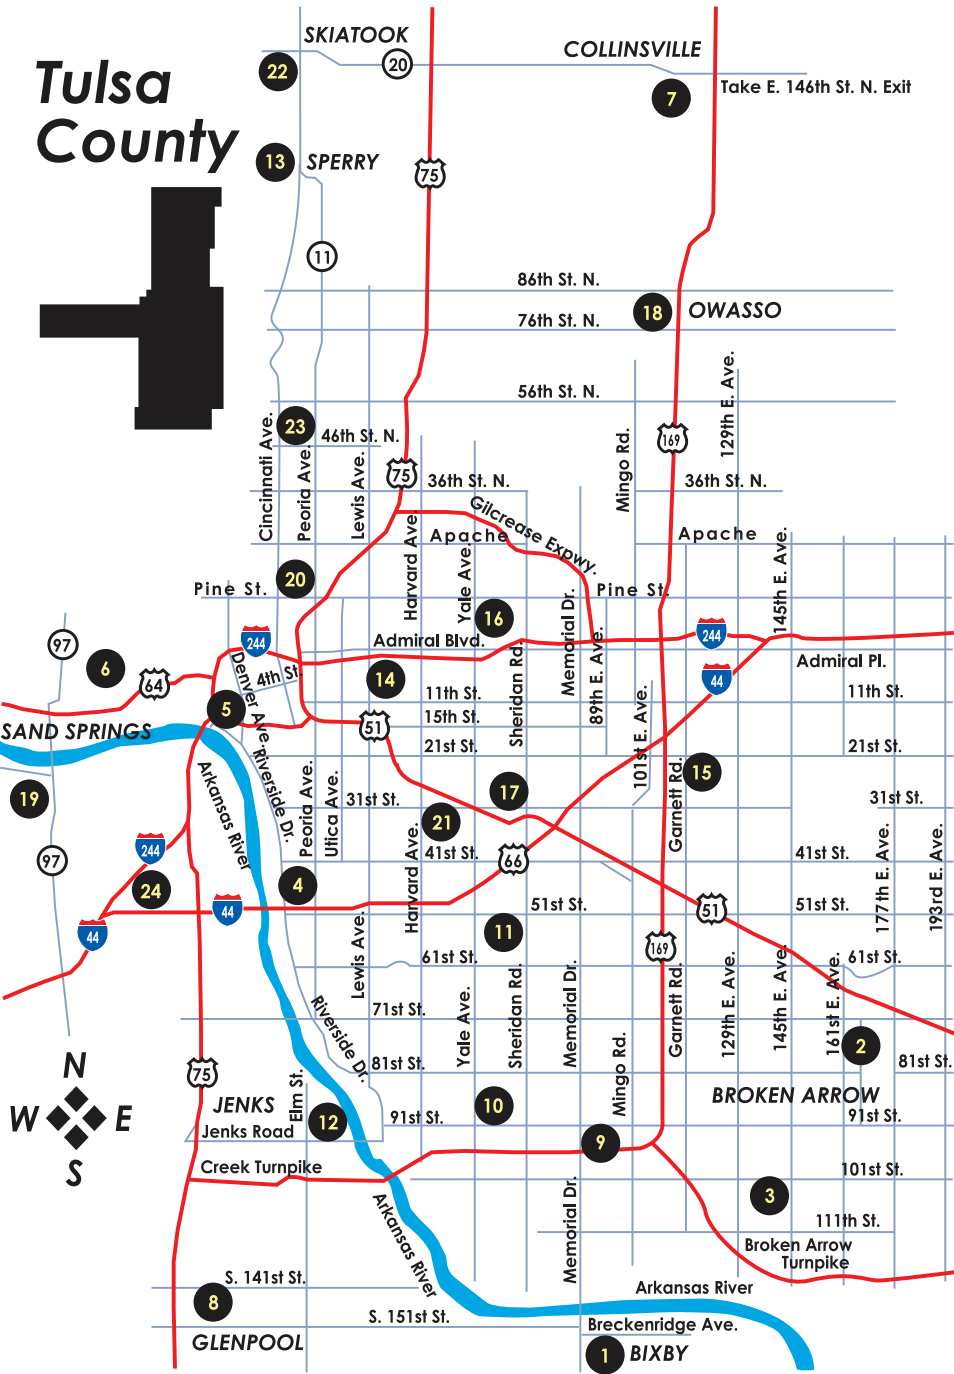 SKIATOOK
20
COLLINSVILLE
Tulsa
County
22
7
Take E. 146th St. N. Exit
13
SPERRY
75
11
86th St. N.
18
OWASSO
76th St. N.
56th St. N.
129th E. Ave.
Cincinnati Ave.
23
46th St. N.
Peoria Ave.
Lewis Ave.
Mingo Rd.
169
75
36th St. N.
36th St. N.
Gilcrease Expwy.
Harvard Ave.
Apache
Apache
Yale Ave.
145th E. Ave.
20
Pine St.
Pine St.
16
97
244
Admiral Blvd.
Memorial Dr.
89th E. Ave.
244
6
64
Denver Ave.
4th St.
14
Sheridan Rd.
44
Admiral Pl.
11th St.
11th St.
5
15th St.
51
SAND SPRINGS
21st St.
21st St.
101st E. Ave.
Arkansas River
Riverside Dr.
Peoria Ave.
Utica Ave.
19
31st St.
17
15
Garnett Rd.
31st St.
21
Harvard Ave.
41st St.
66
41st St.
177th E. Ave.
193rd E. Ave.
97
244
24
4
44
44
51st St.
51
51st St.
11
Lewis Ave.
61st St.
169
61st St.
Riverside Dr.
Yale Ave.
Sheridan Rd.
Memorial Dr.
Garnett Rd.
129th E. Ave.
145th E. Ave.
161st E. Ave.
71st St.
2
N
W
E
S
75
81st St.
81st St.
Mingo Rd.
JENKS
Elm St.
10
BROKEN ARROW
12
91st St.
91st St.
Jenks Road
9
Creek Turnpike
101st St.
3
Arkansas River
Memorial Dr.
111th St.
Broken Arrow
Turnpike
S. 141st St.
8
Arkansas River
S. 151st St.
Breckenridge Ave.
GLENPOOL
1
BIXBY